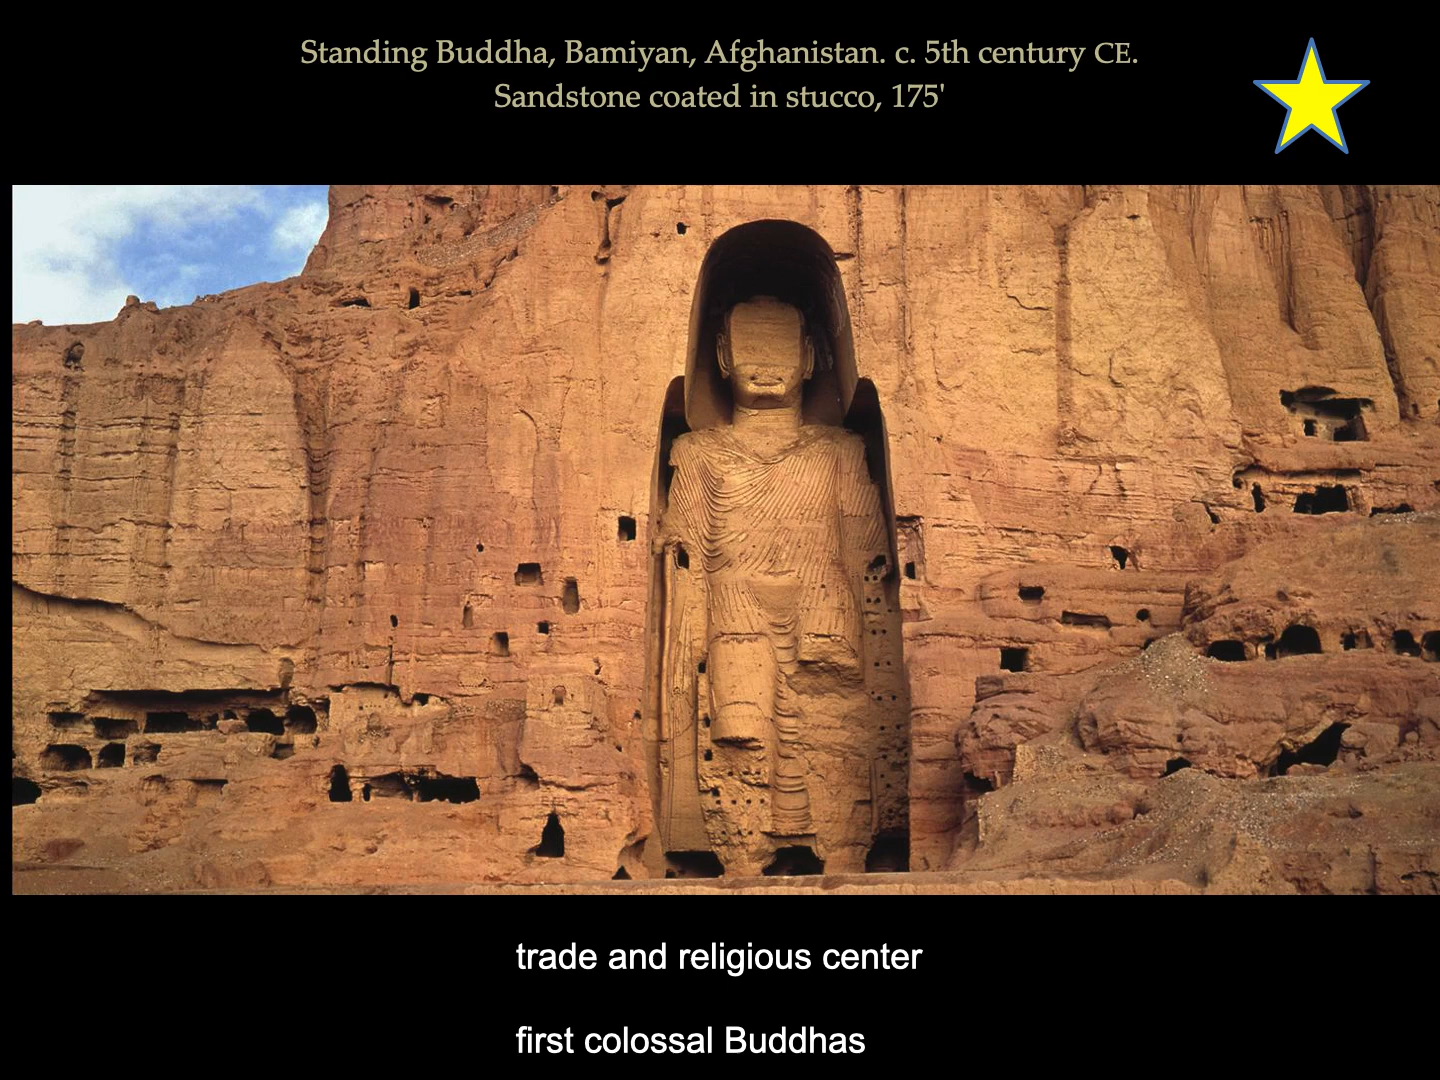 Standing Buddha, Bamiyan, Afghanistan. c. 5th century CE.
Sandstone coated in stucco, 175'
trade and religious center
first colossal Buddhas